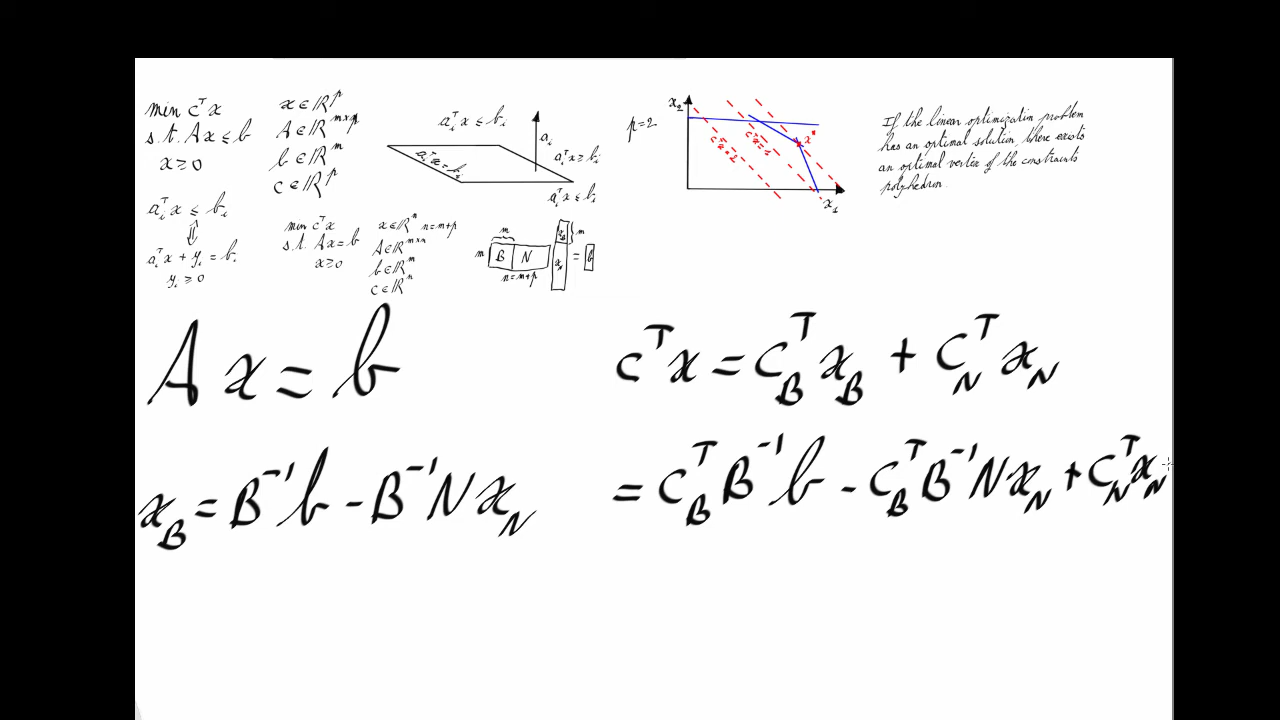 min cᵀx
s.t. Ax ≤ b
x ≥ 0
x ∈ ℝᵖ
A ∈ ℝᵐˣᵖ
b ∈ ℝᵐ
c ∈ ℝᵖ
aᵢᵀx ≤ bᵢ
aᵢ
aᵢᵀx = bᵢ
aᵢᵀx ≥ bᵢ
aᵢᵀx ≤ bᵢ
p=2
x₂
x₁
x*
If the linear optimization problem
has an optimal solution, there exists
an optimal vertex of the constraints
polyhedron.
aᵢᵀx ≤ bᵢ
⇕
aᵢᵀx + yᵢ = bᵢ
yᵢ ≥ 0
min cᵀx
s.t. Ax = b
x ≥ 0
x ∈ ℝⁿ n=m+p
A ∈ ℝᵐˣⁿ
b ∈ ℝᵐ
c ∈ ℝⁿ
m
m B N
n=m+p
x_B m
x_N = b
Ax = b
x_B = B⁻¹b - B⁻¹Nx_N
cᵀx = c_Bᵀx_B + c_Nᵀx_N
= c_BᵀB⁻¹b - c_BᵀB⁻¹Nx_N + c_Nᵀx_N